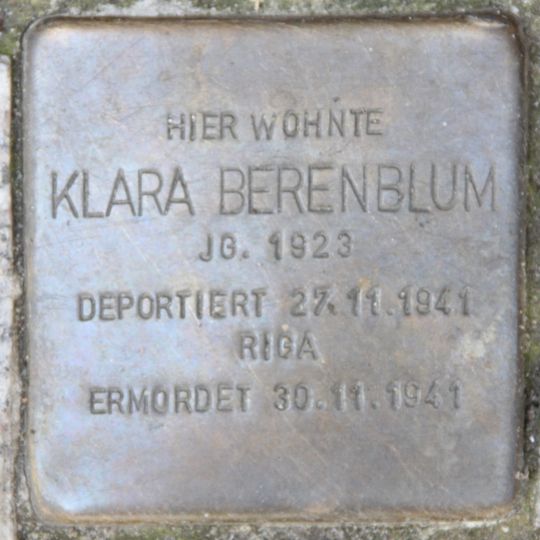 HIER WOHNTE
KLARA BERENBLUM
JG. 1923
DEPORTIERT 27.11.1941
RIGA
ERMORDET 30.11.1941